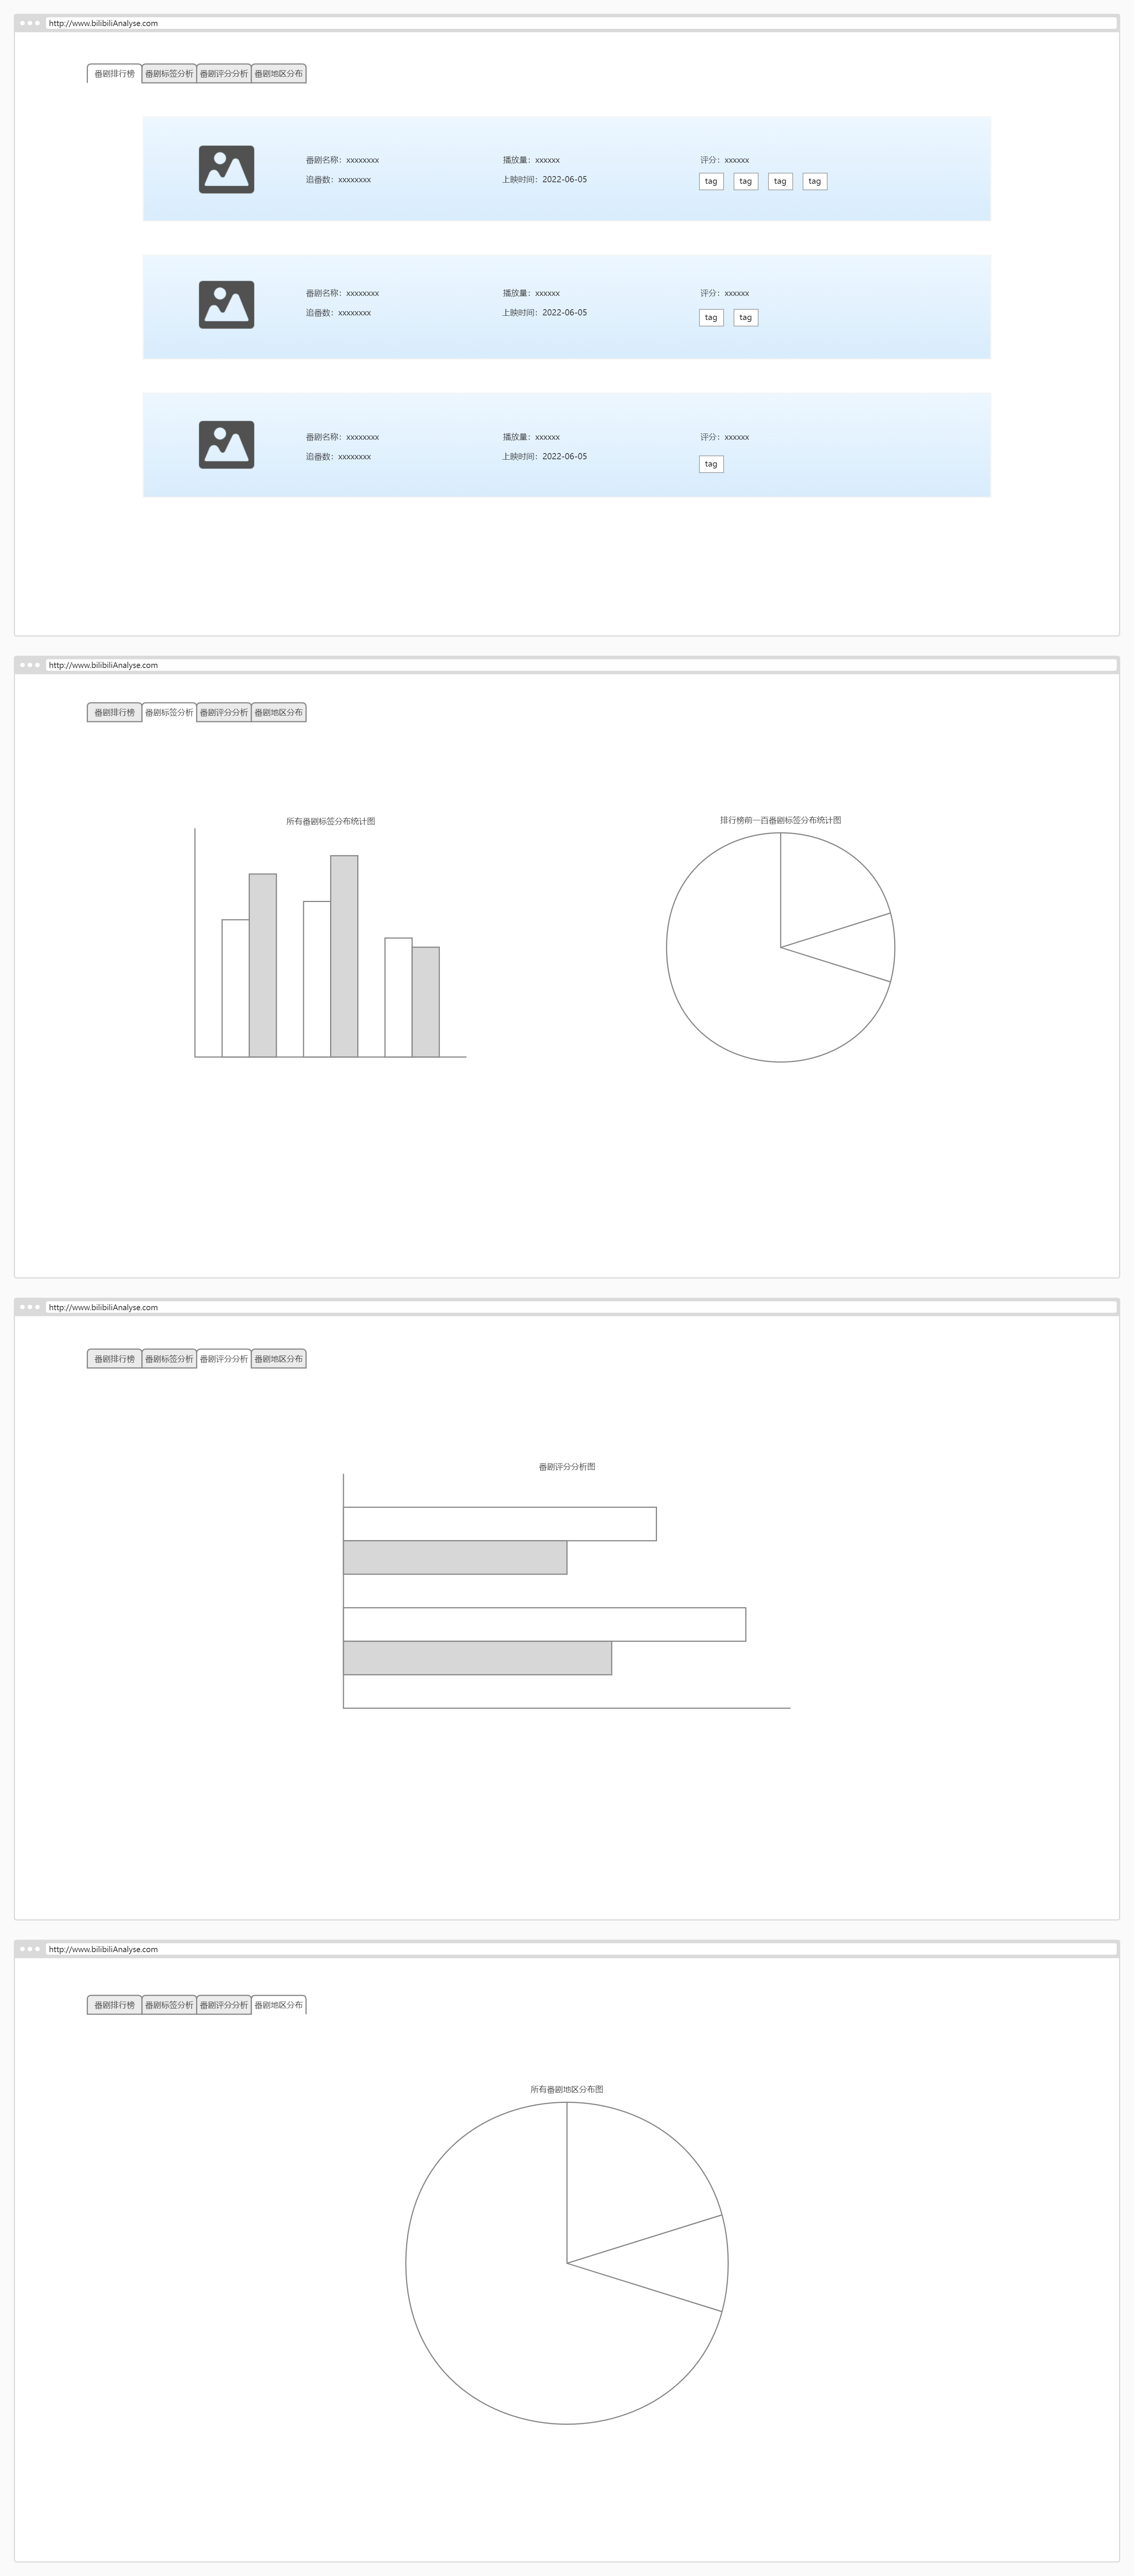 http://www.bilibiliAnalyse.com
番剧排行榜 番剧标签分析 番剧评分分析 番剧地区分布
番剧名称：xxxxxxxx 播放量：xxxxxx 评分：xxxxxx
追番数：xxxxxxxx 上映时间：2022-06-05 tag tag tag tag
番剧名称：xxxxxxxx 播放量：xxxxxx 评分：xxxxxx
追番数：xxxxxxxx 上映时间：2022-06-05 tag tag
番剧名称：xxxxxxxx 播放量：xxxxxx 评分：xxxxxx
追番数：xxxxxxxx 上映时间：2022-06-05
tag
http://www.bilibiliAnalyse.com
番剧排行榜 番剧标签分析 番剧评分分析 番剧地区分布
所有番剧标签分布统计图 排行榜前一百番剧标签分布统计图
http://www.bilibiliAnalyse.com
番剧排行榜 番剧标签分析 番剧评分分析 番剧地区分布
番剧评分分析图
http://www.bilibiliAnalyse.com
番剧排行榜 番剧标签分析 番剧评分分析 番剧地区分布
所有番剧地区分布图